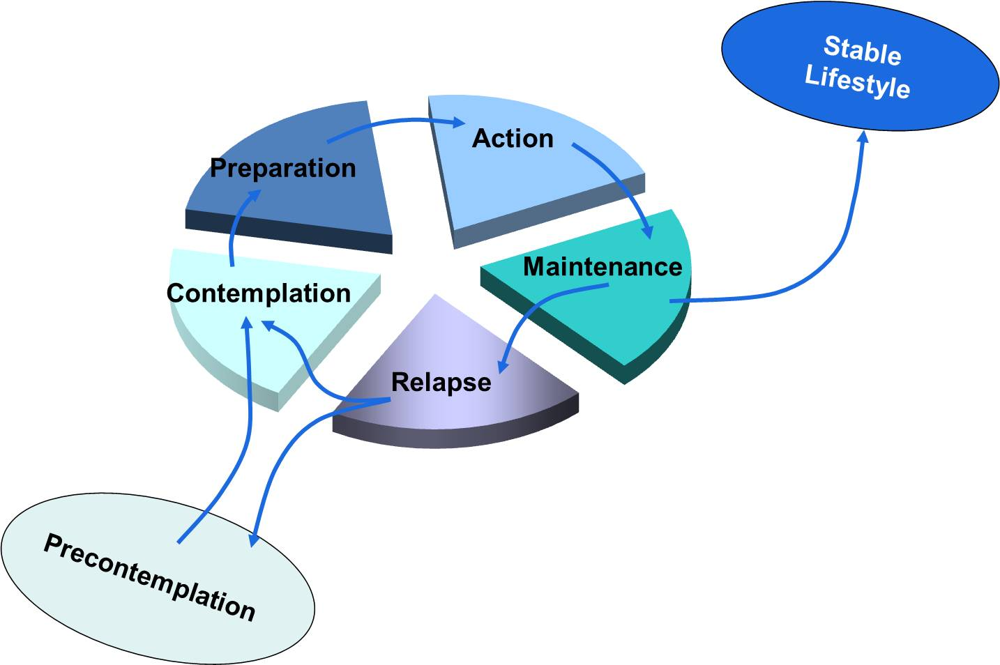 Stable
Lifestyle
Action
Preparation
Maintenance
Contemplation
Relapse
Precontemplation